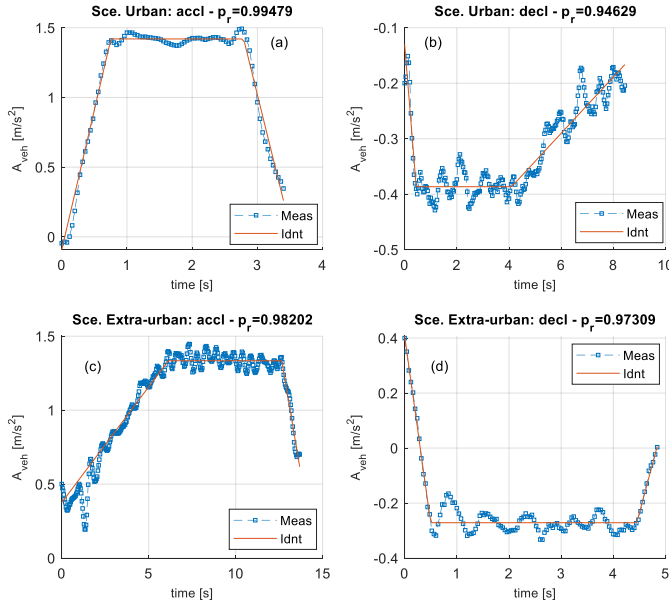 Sce. Urban: accl - p_r=0.99479
(a)
1.5
1
0.5
0
A_veh [m/s²]
Meas
Idnt
0 1 2 3 4
time [s]
Sce. Urban: decl - p_r=0.94629
(b)
-0.1
-0.2
-0.3
-0.4
-0.5
A_veh [m/s²]
Meas
Idnt
0 2 4 6 8 10
time [s]
Sce. Extra-urban: accl - p_r=0.98202
(c)
1.5
1
0.5
0
A_veh [m/s²]
Meas
Idnt
0 5 10 15
time [s]
Sce. Extra-urban: decl - p_r=0.97309
(d)
0.4
0.2
0
-0.2
-0.4
A_veh [m/s²]
Meas
Idnt
0 1 2 3 4 5
time [s]